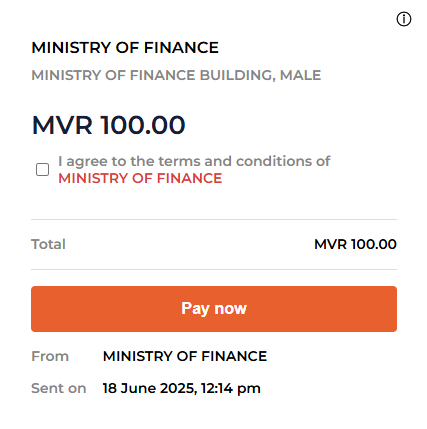 MINISTRY OF FINANCE
MINISTRY OF FINANCE BUILDING, MALE
MVR 100.00
I agree to the terms and conditions of
MINISTRY OF FINANCE
Total MVR 100.00
Pay now
From MINISTRY OF FINANCE
Sent on 18 June 2025, 12:14 pm